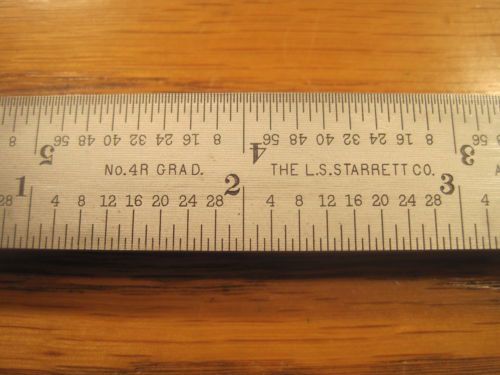 8 56 48 40 32 24 16 8 56 48 40 32 24 16 8 56
5 4 3
No. 4R GRAD. THE L.S. STARRETT CO. A
1 2 3
28 4 8 12 16 20 24 28 4 8 12 16 20 24 28 4